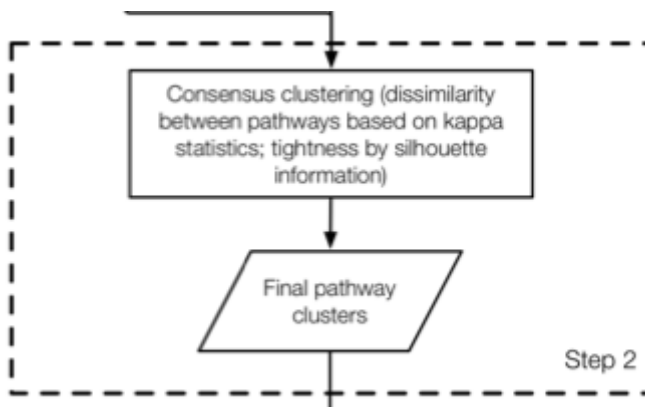 Consensus clustering (dissimilarity
between pathways based on kappa
statistics; tightness by silhouette
information)
Final pathway
clusters
Step 2